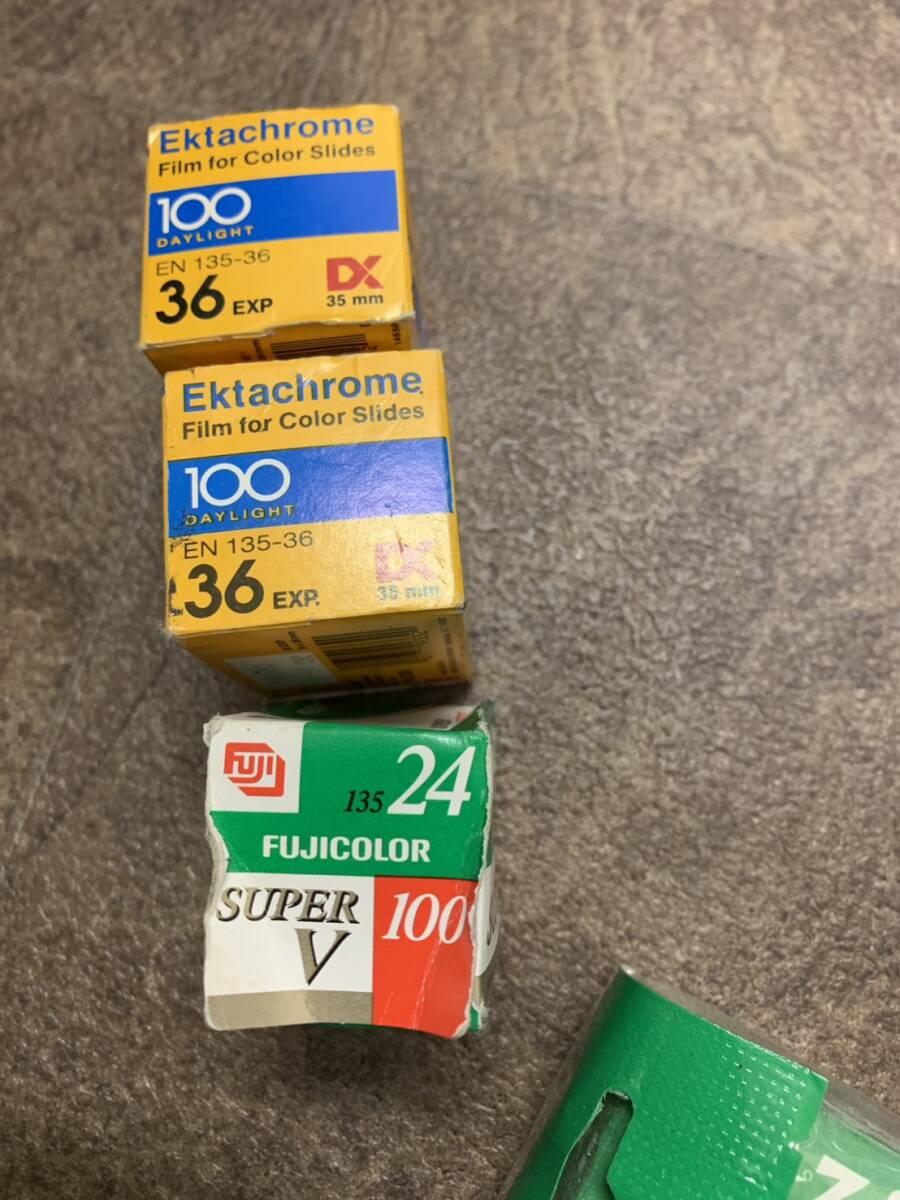 Ektachrome
Film for Color Slides
100
DAYLIGHT
EN 135-36
36 EXP
DX
35 mm
Ektachrome
Film for Color Slides
100
DAYLIGHT
EN 135-36
36 EXP.
DX
35 mm
FUJI
135 24
FUJICOLOR
SUPER
V
100